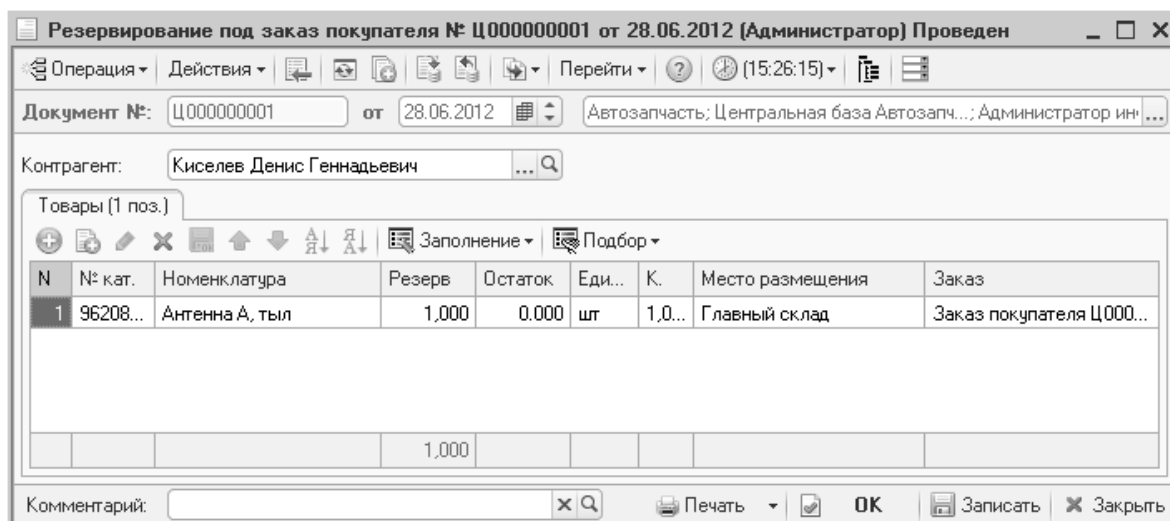 Резервирование под заказ покупателя № Ц000000001 от 28.06.2012 (Администратор) Проведен
Операция Действия Перейти (15:26:15)
Документ №: Ц000000001 от 28.06.2012 Автозапчасть; Центральная база Автозапч...; Администратор ин ...
Контрагент: Киселев Денис Геннадьевич ...
Товары (1 поз.)
Заполнение Подбор
N № кат. Номенклатура Резерв Остаток Еди... К. Место размещения Заказ
1 96208... Антенна А, тыл 1,000 0.000 шт 1,0... Главный склад Заказ покупателя Ц000...
1,000
Комментарий: Печать OK Записать Закрыть